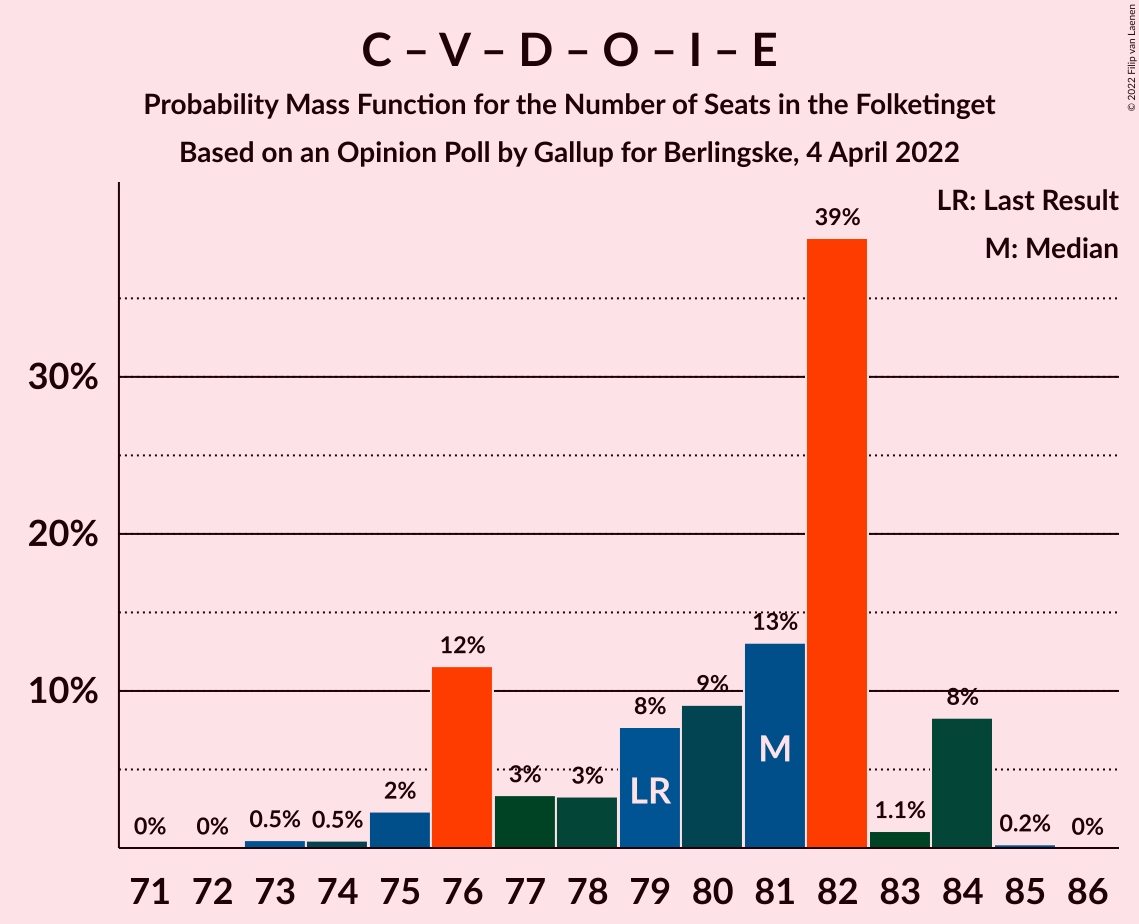 C – V – D – O – I – E
Probability Mass Function for the Number of Seats in the Folketinget
Based on an Opinion Poll by Gallup for Berlingske, 4 April 2022
© 2022 Filip van Laenen
LR: Last Result
M: Median
39%
30%
20%
13%
12%
10%
9%
8%
8%
3%
3%
2%
1.1%
0.5%
0.5%
0.2%
0%
0%
0%
LR
M
71 72 73 74 75 76 77 78 79 80 81 82 83 84 85 86